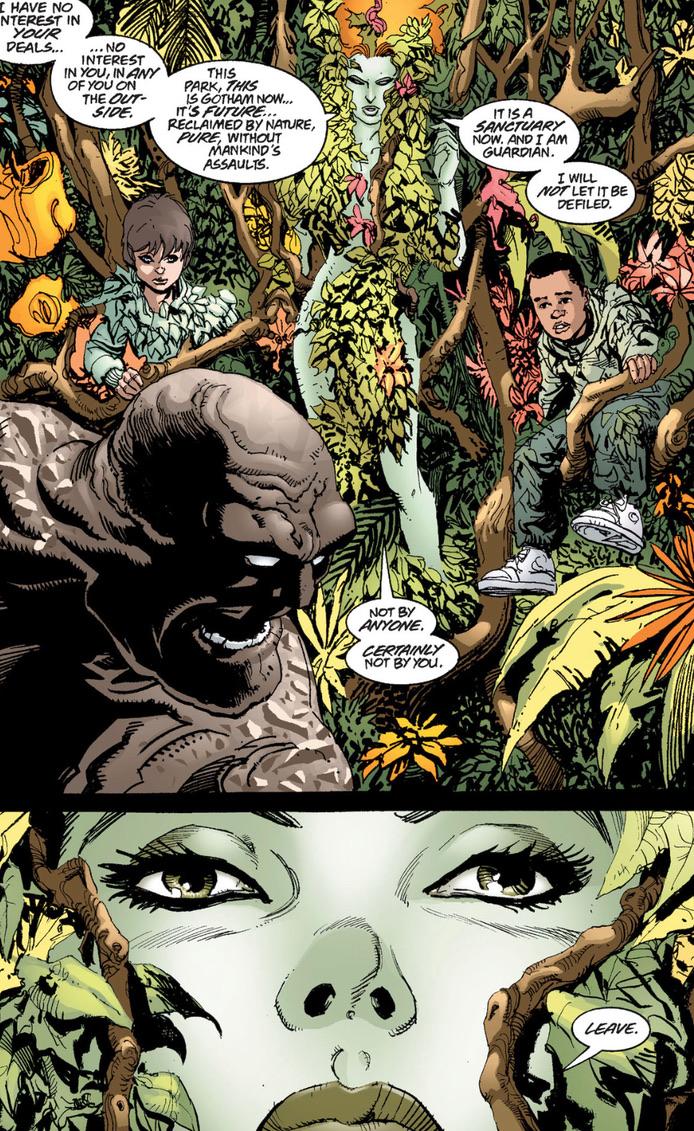 I HAVE NO
INTEREST IN
YOUR
DEALS...
...NO
INTEREST
IN YOU, IN ANY
OF YOU ON
THE OUT-
SIDE.
THIS
PARK, THIS
IS GOTHAM NOW...
IT'S FUTURE...
RECLAIMED BY NATURE,
PURE, WITHOUT
MANKIND'S
ASSAULTS.
IT IS A
SANCTUARY
NOW. AND I AM
GUARDIAN.
I WILL
NOT LET IT BE
DEFILED.
NOT BY
ANYONE.
CERTAINLY
NOT BY YOU.
LEAVE.